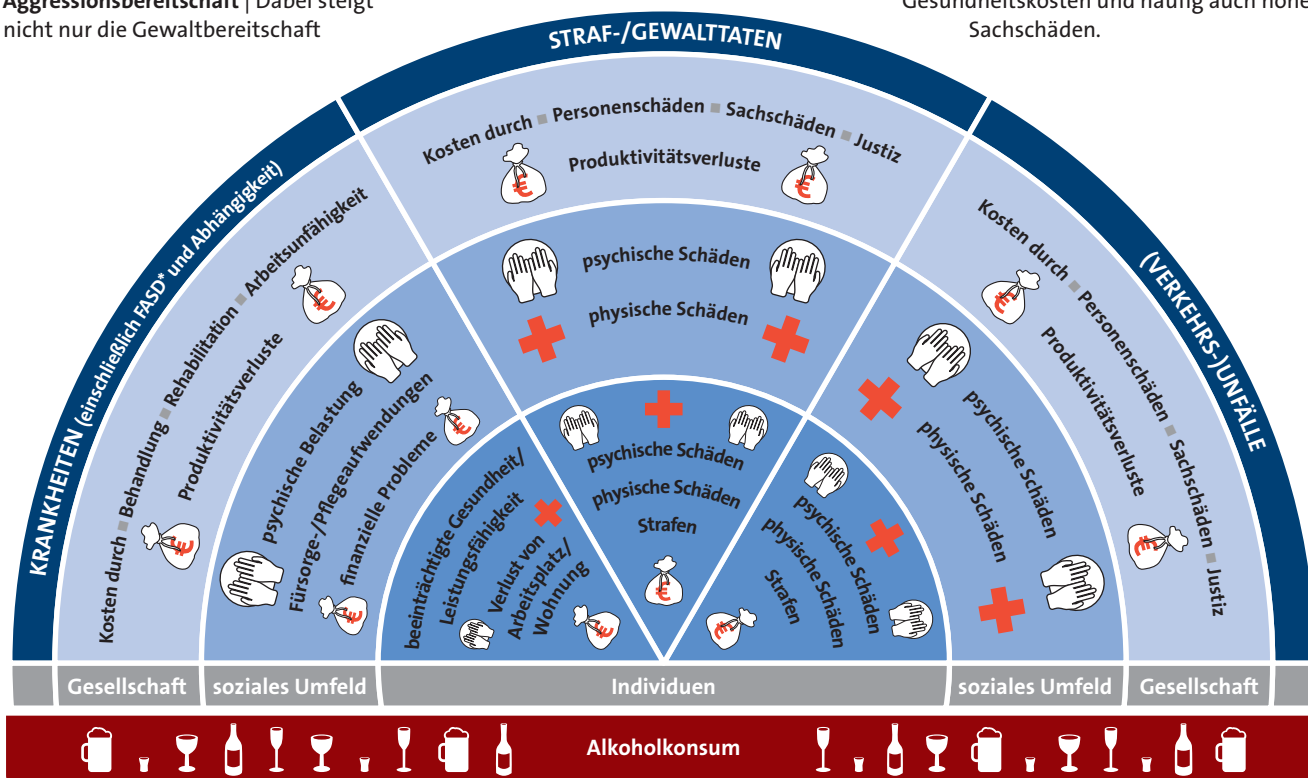 Aggressionsbereitschaft | Dabei steigt
nicht nur die Gewaltbereitschaft
Gesundheitskosten und häufig auch hohe
Sachschäden.
STRAF-/GEWALTTATEN
Kosten durch ■ Personenschäden ■ Sachschäden ■ Justiz
Produktivitätsverluste
psychische Schäden
physische Schäden
psychische Schäden
physische Schäden
Strafen
KRANKHEITEN (einschließlich FASD* und Abhängigkeit)
Kosten durch ■ Behandlung ■ Rehabilitation ■ Arbeitsunfähigkeit
Produktivitätsverluste
psychische Belastung
Fürsorge-/Pflegeaufwendungen
finanzielle Probleme
beeinträchtigte Gesundheit/
Leistungsfähigkeit
Verlust von
Arbeitsplatz/
Wohnung
(VERKEHRS-)UNFÄLLE
Kosten durch ■ Personenschäden ■ Sachschäden ■ Justiz
Produktivitätsverluste
psychische Schäden
physische Schäden
psychische Schäden
physische Schäden
Strafen
Gesellschaft soziales Umfeld Individuen soziales Umfeld Gesellschaft
Alkoholkonsum